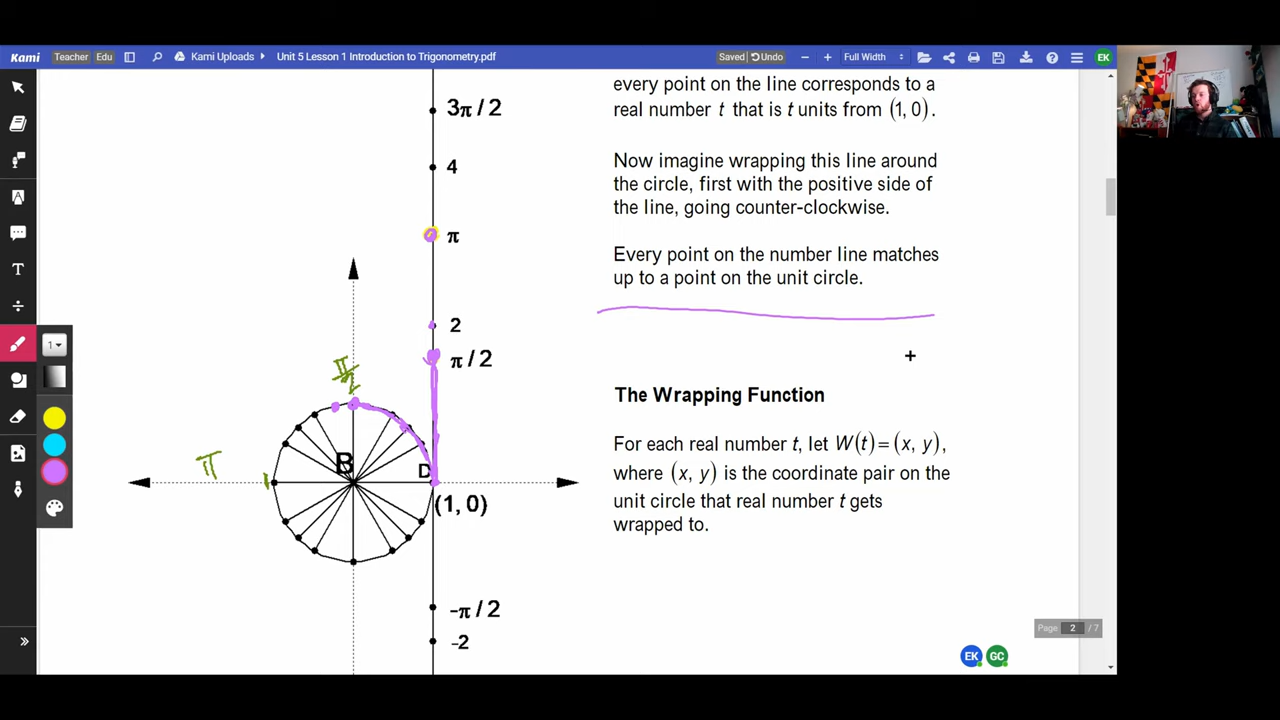 Kami Teacher Edu Kami Uploads Unit 5 Lesson 1 Introduction to Trigonometry.pdf Saved Undo Full Width EK
every point on the line corresponds to a
real number t that is t units from (1, 0).
Now imagine wrapping this line around
the circle, first with the positive side of
the line, going counter-clockwise.
Every point on the number line matches
up to a point on the unit circle.
The Wrapping Function
For each real number t, let W(t) = (x, y),
where (x, y) is the coordinate pair on the
unit circle that real number t gets
wrapped to.
3π / 2
4
π
2
π / 2
π/2
π
B
D
(1, 0)
-π / 2
-2
1
Page 2 / 7
EK GC